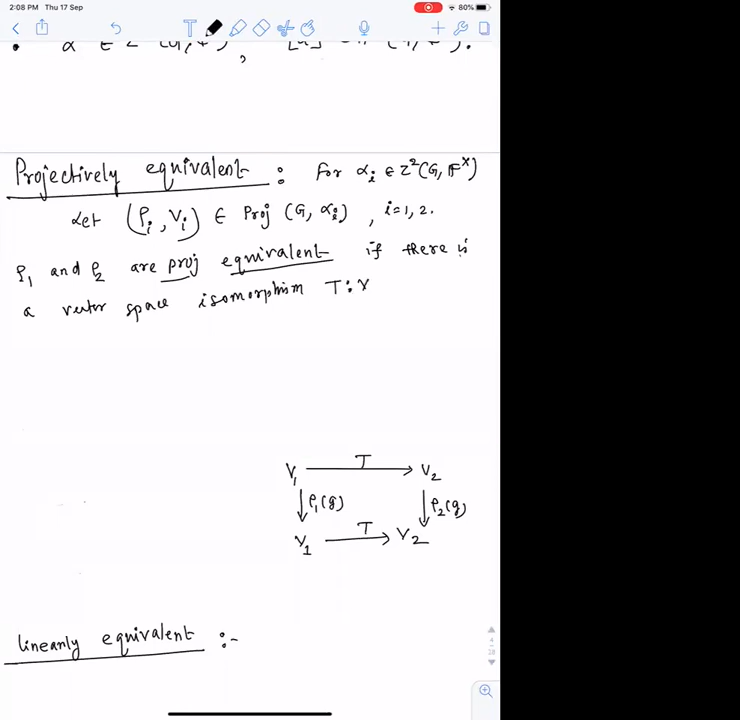 2:08 PM Thu 17 Sep 80%
Projectively equivalent : For αᵢ ∈ Z²(G, F^×)
Let (ρᵢ, Vᵢ) ∈ Proj (G, αᵢ), i=1, 2.
ρ₁ and ρ₂ are proj equivalent if there is
a vector space isomorphism T: V
V₁ T V₂
ρ₁(g) ρ₂(g)
V₁ T V₂
linearly equivalent :-